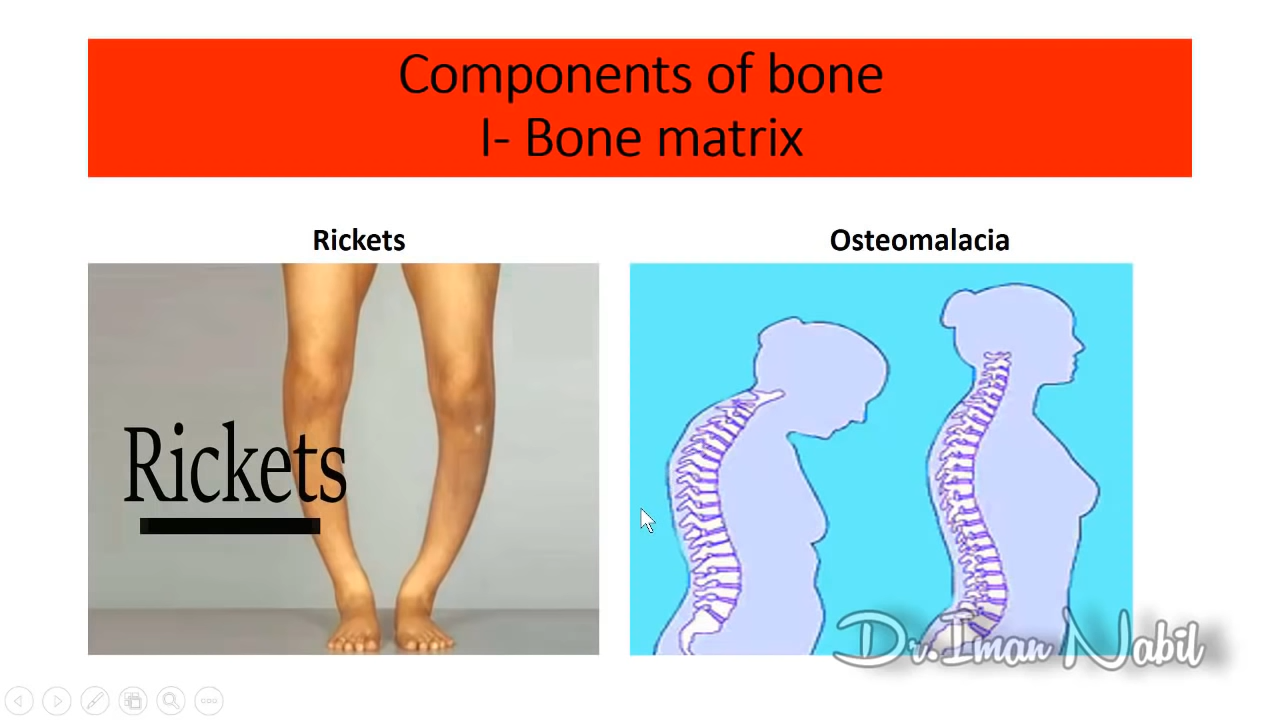 Components of bone
I- Bone matrix
Rickets
Osteomalacia
Rickets
Dr.Iman Nabil